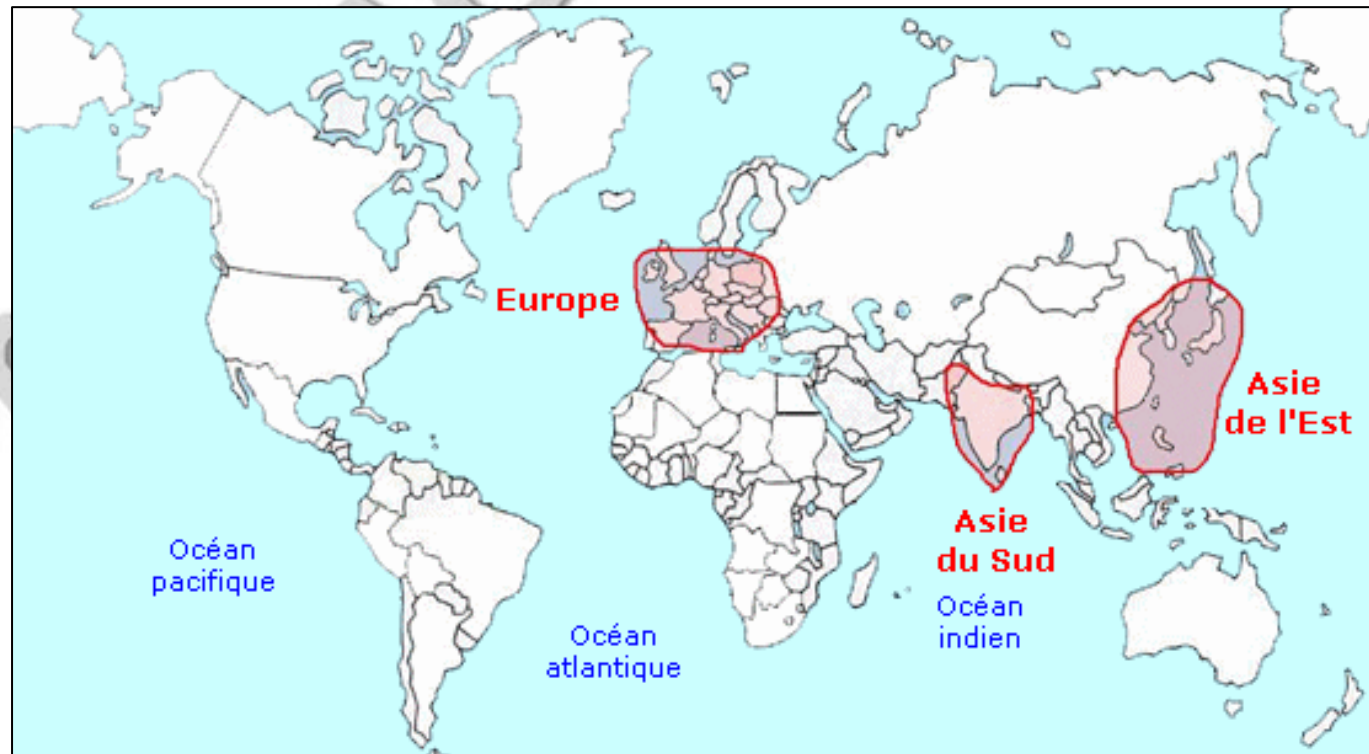 Europe
Asie
de l'Est
Asie
du Sud
Océan
pacifique
Océan
indien
Océan
atlantique